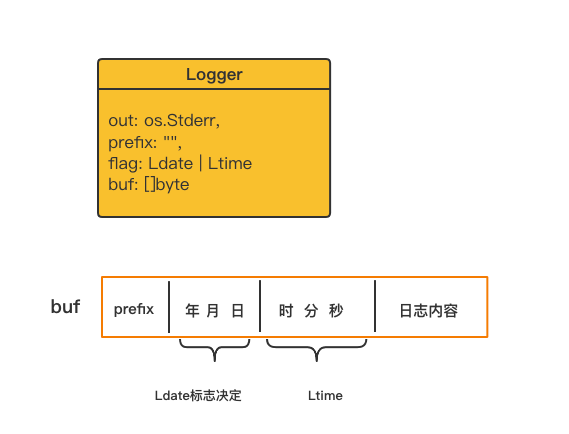 Logger
out: os.Stderr,
prefix: "",
flag: Ldate | Ltime
buf: []byte
buf
prefix
年 月 日
时 分 秒
日志内容
Ldate标志决定
Ltime